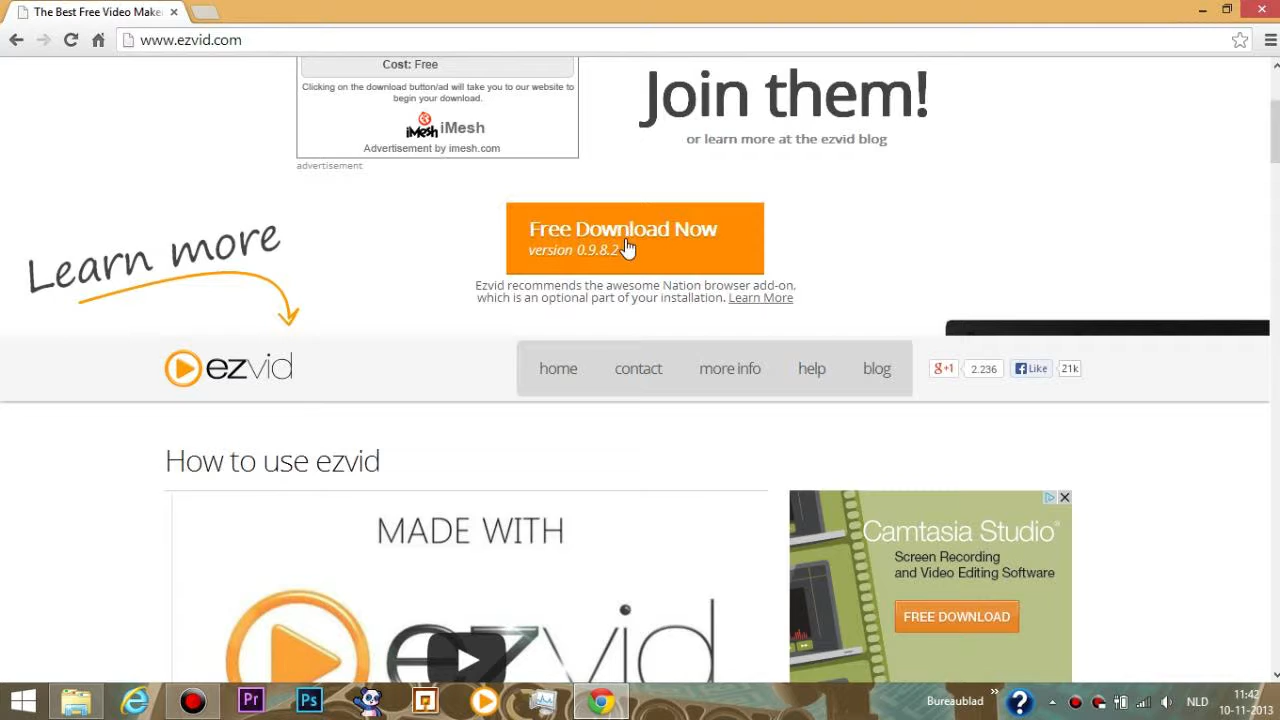 The Best Free Video Make
www.ezvid.com
Cost: Free
Clicking on the download button/ad will take you to our website to
begin your download.
iMesh iMesh
Advertisement by imesh.com
advertisement
Join them!
or learn more at the ezvid blog
Learn more
Free Download Now
version 0.9.8.2
Ezvid recommends the awesome Nation browser add-on.
which is an optional part of your installation. Learn More
ezvid
home contact more info help blog
g+1 2.236 Like 21k
How to use ezvid
MADE WITH
ezvid
Camtasia Studio®
Screen Recording
and Video Editing Software
FREE DOWNLOAD
Pr Ps
Bureaublad
»
?
NLD
11:42
10-11-2013